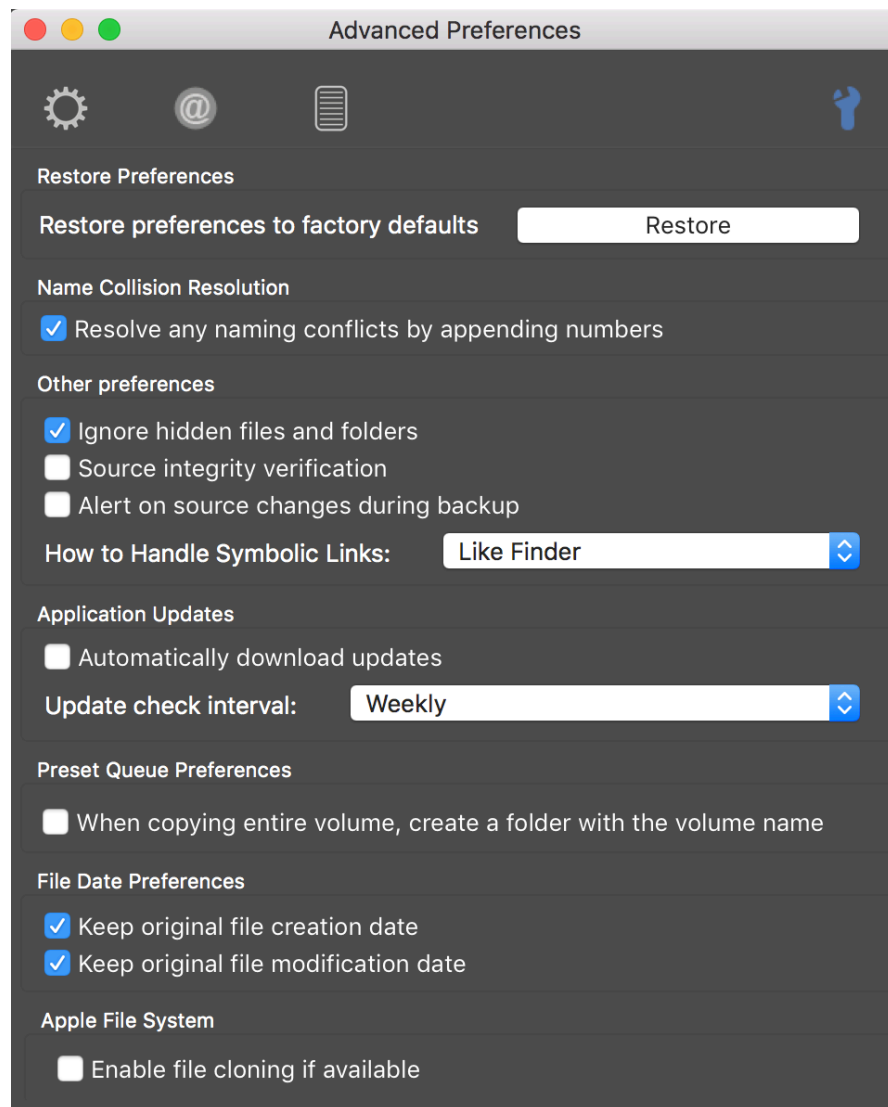 Advanced Preferences
@
Restore Preferences
Restore preferences to factory defaults Restore
Name Collision Resolution
Resolve any naming conflicts by appending numbers
Other preferences
Ignore hidden files and folders
Source integrity verification
Alert on source changes during backup
How to Handle Symbolic Links: Like Finder
Application Updates
Automatically download updates
Update check interval: Weekly
Preset Queue Preferences
When copying entire volume, create a folder with the volume name
File Date Preferences
Keep original file creation date
Keep original file modification date
Apple File System
Enable file cloning if available